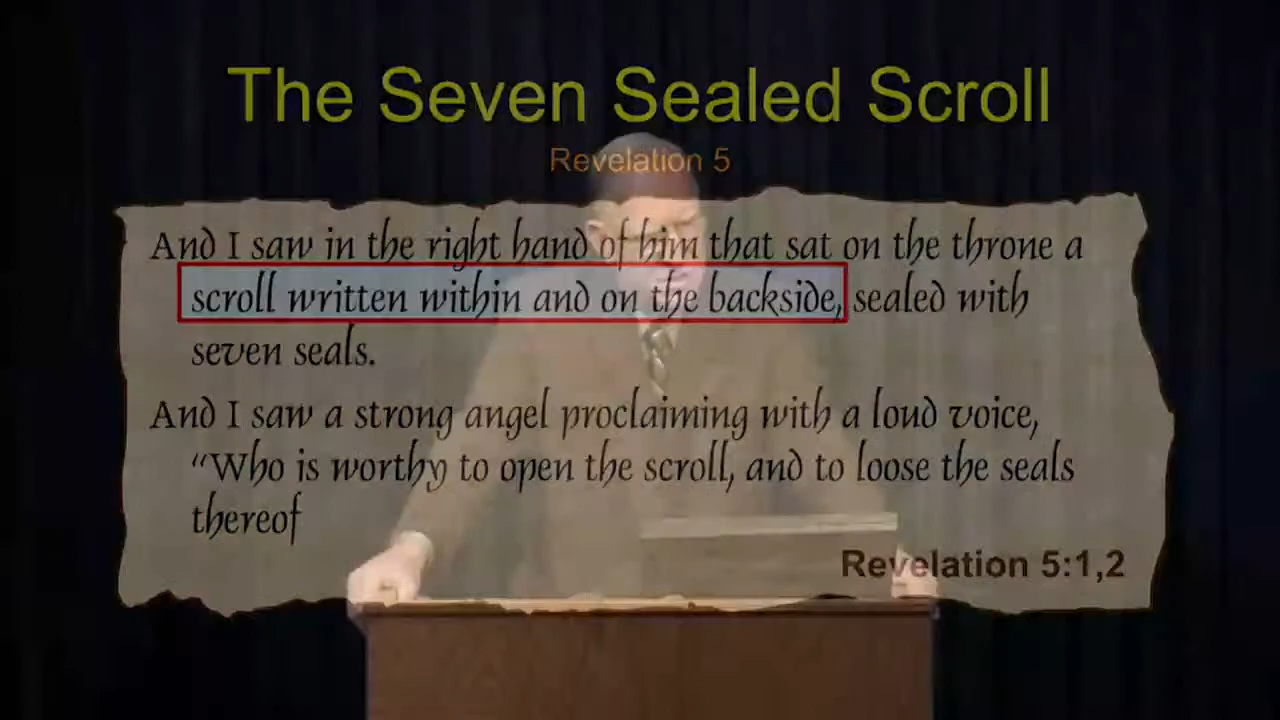 The Seven Sealed Scroll
Revelation 5
And I saw in the right hand of him that sat on the throne a
scroll written within and on the backside, sealed with
seven seals.
And I saw a strong angel proclaiming with a loud voice,
“Who is worthy to open the scroll, and to loose the seals
thereof
Revelation 5:1,2